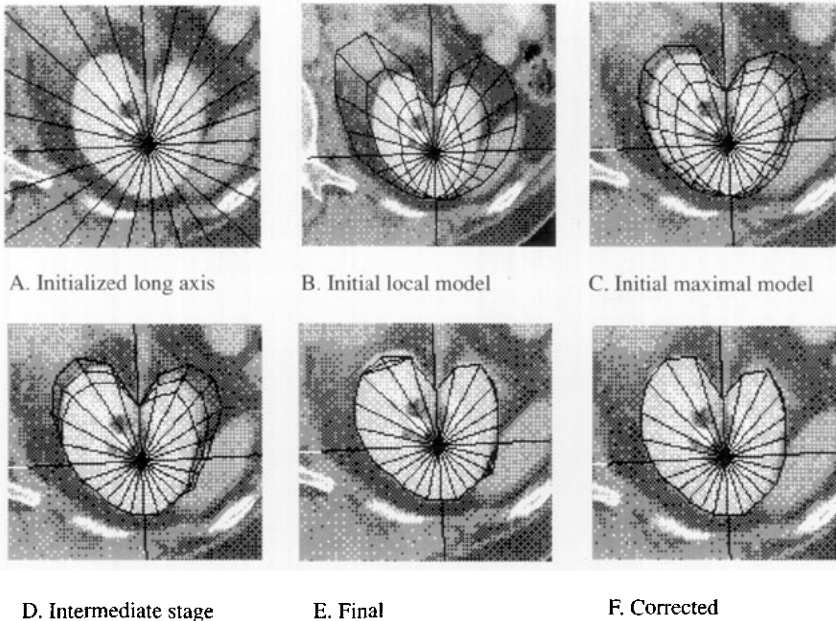 A. Initialized long axis
B. Initial local model
C. Initial maximal model
D. Intermediate stage
E. Final
F. Corrected